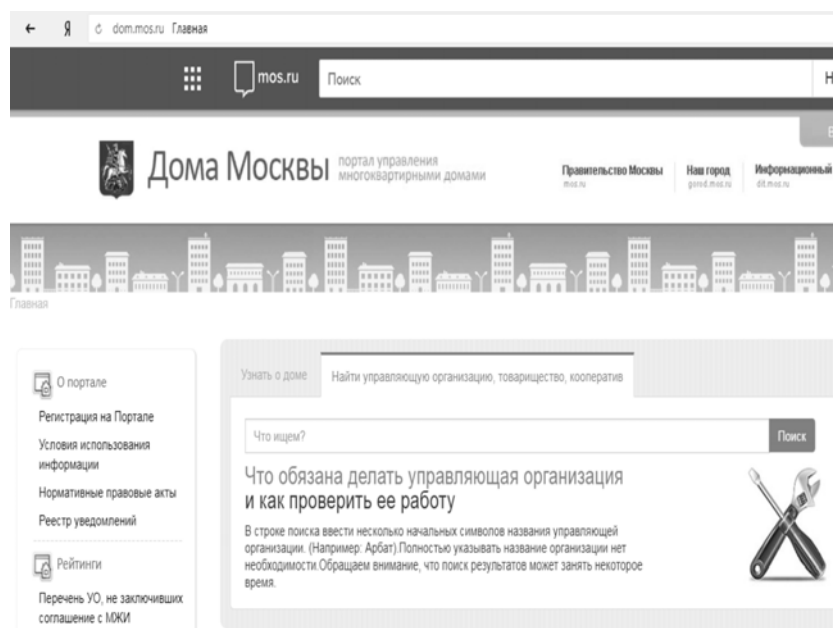 Я dom.mos.ru Главная
mos.ru Поиск Н
В
Дома Москвы портал управления
многоквартирными домами
Правительство Москвы Наш город Информационный
mos.ru gorod.mos.ru dit.mos.ru
Главная
О портале
Регистрация на Портале
Условия использования
информации
Нормативные правовые акты
Реестр уведомлений
Рейтинги
Перечень УО, не заключивших
соглашение с МЖИ
Узнать о доме Найти управляющую организацию, товарищество, кооператив
Что ищем? Поиск
Что обязана делать управляющая организация
и как проверить ее работу
В строке поиска ввести несколько начальных символов названия управляющей
организации. (Например: Арбат).Полностью указывать название организации нет
необходимости.Обращаем внимание, что поиск результатов может занять некоторое
время.